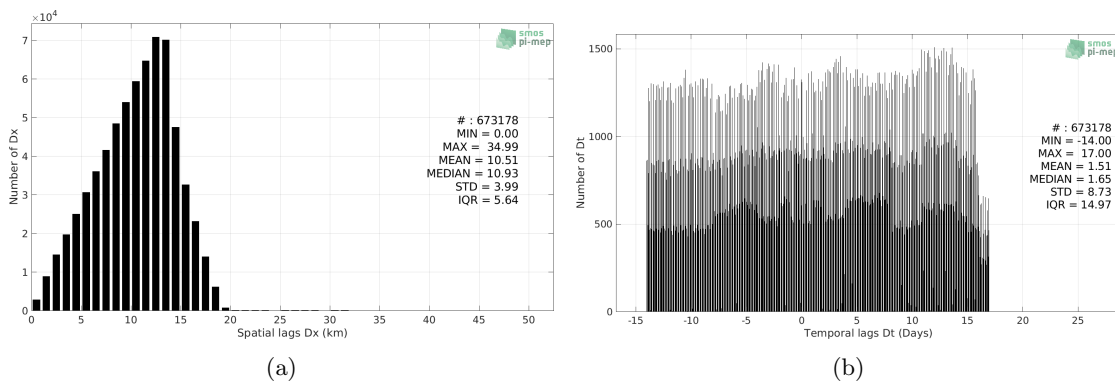 ×10⁴
smos
pi-mep
7
6
5
4
3
2
1
0
Number of Dx
# : 673178
MIN = 0.00
MAX = 34.99
MEAN = 10.51
MEDIAN = 10.93
STD = 3.99
IQR = 5.64
0 5 10 15 20 25 30 35 40 45 50
Spatial lags Dx (km)
(a)
smos
pi-mep
1500
1000
500
0
Number of Dt
# : 673178
MIN = -14.00
MAX = 17.00
MEAN = 1.51
MEDIAN = 1.65
STD = 8.73
IQR = 14.97
-15 -10 -5 0 5 10 15 20 25
Temporal lags Dt (Days)
(b)